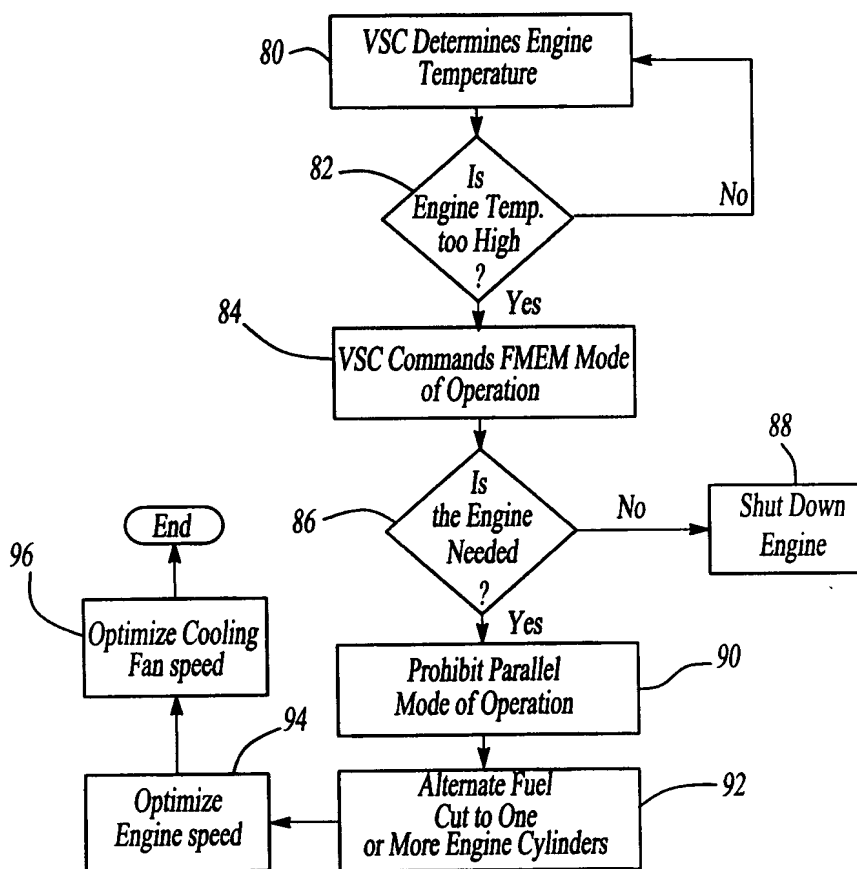 80
VSC Determines Engine
Temperature
82
Is
Engine Temp.
too High
?
No
Yes
84
VSC Commands FMEM Mode
of Operation
86
Is
the Engine
Needed
?
No
88
Shut Down
Engine
Yes
90
Prohibit Parallel
Mode of Operation
92
Alternate Fuel
Cut to One
or More Engine Cylinders
94
Optimize
Engine speed
96
Optimize Cooling
Fan speed
End